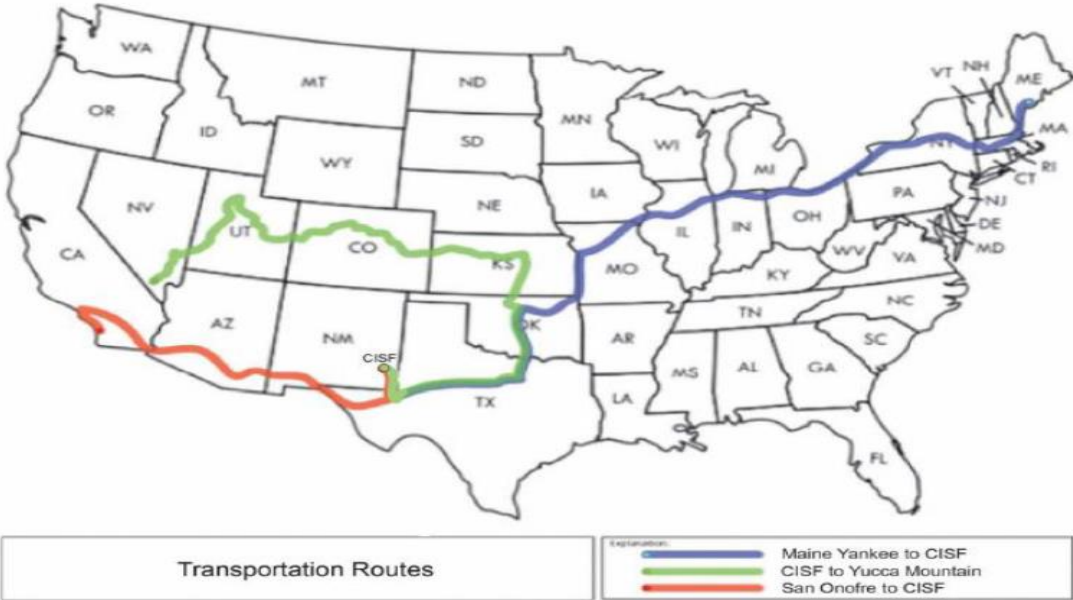 WA
MT
ND
MN
VT
NH
ME
OR
ID
SD
WI
MI
NY
MA
RI
CT
WY
NE
IA
PA
NJ
DE
MD
NV
UT
CO
KS
MO
IL
IN
OH
WV
VA
KY
CA
AZ
NM
OK
AR
TN
NC
SC
CISF
TX
LA
MS
AL
GA
FL
Transportation Routes
Explanation:
Maine Yankee to CISF
CISF to Yucca Mountain
San Onofre to CISF